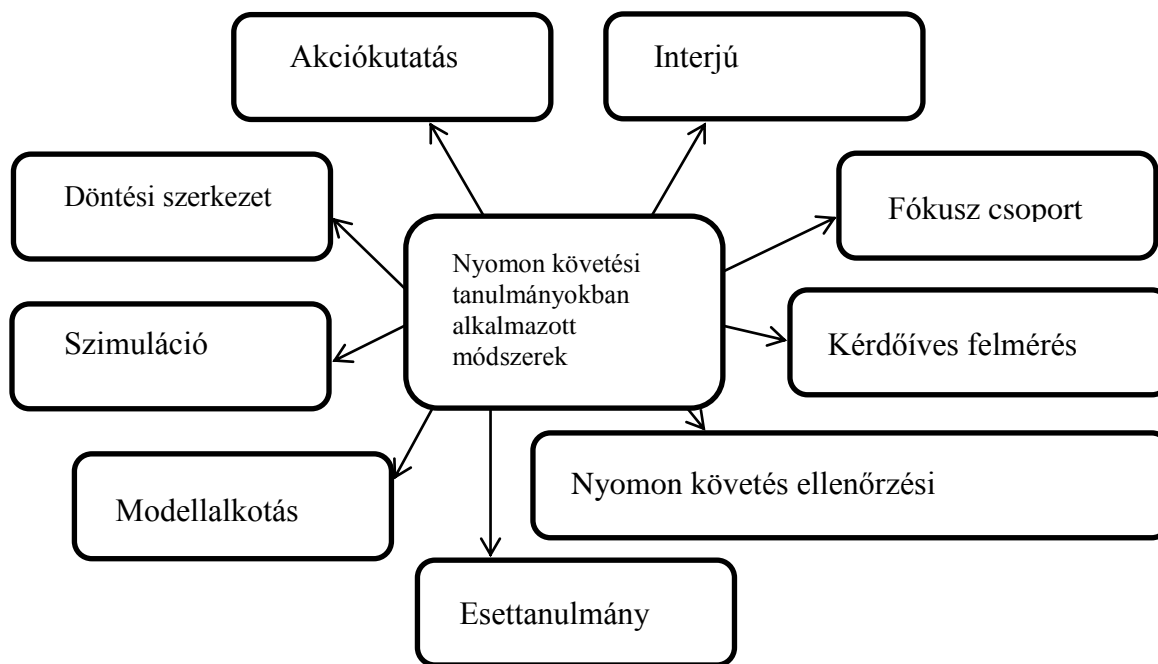 Akciókutatás
Interjú
Döntési szerkezet
Fókusz csoport
Nyomon követési
tanulmányokban
alkalmazott
módszerek
Szimuláció
Kérdőíves felmérés
Nyomon követés ellenőrzési
Modellalkotás
Esettanulmány